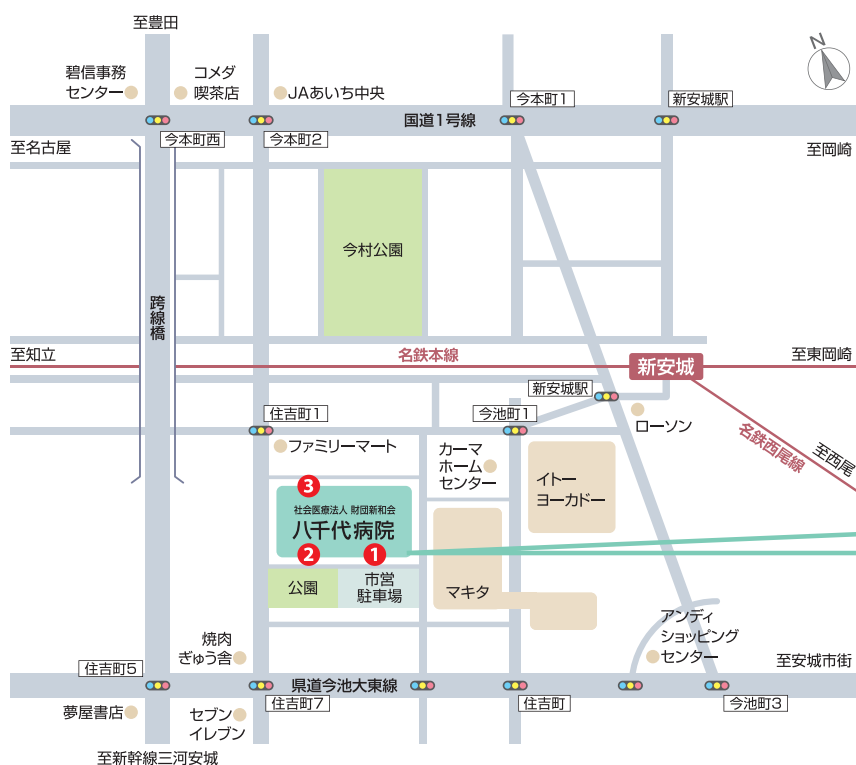 至豊田
N
碧信事務
センター
コメダ
喫茶店
JAあいち中央
今本町1
新安城駅
国道1号線
今本町西
今本町2
至名古屋
至岡崎
今村公園
跨線橋
至知立
名鉄本線
新安城
至東岡崎
新安城駅
住吉町1
今池町1
ローソン
名鉄西尾線
至西尾
ファミリーマート
カーマ
ホーム
センター
イトー
ヨーカドー
3
社会医療法人 財団新和会
八千代病院
2
1
公園
市営
駐車場
マキタ
アンディ
ショッピング
センター
焼肉
ぎゅう舎
住吉町5
至安城市街
県道今池大東線
夢屋書店
セブン
イレブン
住吉町7
住吉町
今池町3
至新幹線三河安城